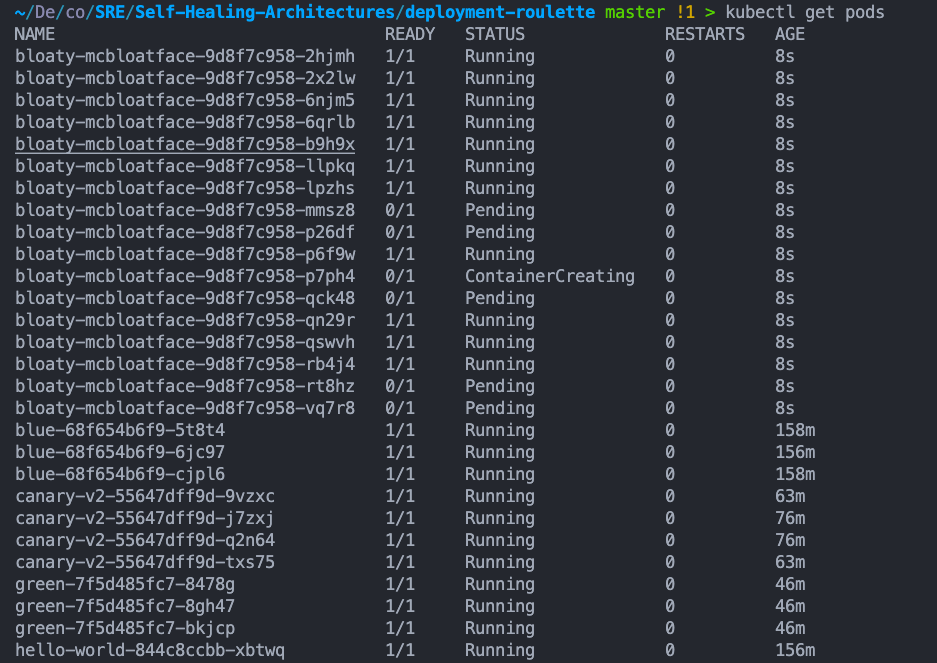 ~/De/co/SRE/Self-Healing-Architectures/deployment-roulette master !1 > kubectl get pods
NAME READY STATUS RESTARTS AGE
bloaty-mcbloatface-9d8f7c958-2hjmh 1/1 Running 0 8s
bloaty-mcbloatface-9d8f7c958-2x2lw 1/1 Running 0 8s
bloaty-mcbloatface-9d8f7c958-6njm5 1/1 Running 0 8s
bloaty-mcbloatface-9d8f7c958-6qrlb 1/1 Running 0 8s
bloaty-mcbloatface-9d8f7c958-b9h9x 1/1 Running 0 8s
bloaty-mcbloatface-9d8f7c958-llpkq 1/1 Running 0 8s
bloaty-mcbloatface-9d8f7c958-lpzhs 1/1 Running 0 8s
bloaty-mcbloatface-9d8f7c958-mmsz8 0/1 Pending 0 8s
bloaty-mcbloatface-9d8f7c958-p26df 0/1 Pending 0 8s
bloaty-mcbloatface-9d8f7c958-p6f9w 1/1 Running 0 8s
bloaty-mcbloatface-9d8f7c958-p7ph4 0/1 ContainerCreating 0 8s
bloaty-mcbloatface-9d8f7c958-qck48 0/1 Pending 0 8s
bloaty-mcbloatface-9d8f7c958-qn29r 1/1 Running 0 8s
bloaty-mcbloatface-9d8f7c958-qswvh 1/1 Running 0 8s
bloaty-mcbloatface-9d8f7c958-rb4j4 1/1 Running 0 8s
bloaty-mcbloatface-9d8f7c958-rt8hz 0/1 Pending 0 8s
bloaty-mcbloatface-9d8f7c958-vq7r8 0/1 Pending 0 8s
blue-68f654b6f9-5t8t4 1/1 Running 0 158m
blue-68f654b6f9-6jc97 1/1 Running 0 156m
blue-68f654b6f9-cjpl6 1/1 Running 0 158m
canary-v2-55647dff9d-9vzxc 1/1 Running 0 63m
canary-v2-55647dff9d-j7zxj 1/1 Running 0 76m
canary-v2-55647dff9d-q2n64 1/1 Running 0 76m
canary-v2-55647dff9d-txs75 1/1 Running 0 63m
green-7f5d485fc7-8478g 1/1 Running 0 46m
green-7f5d485fc7-8gh47 1/1 Running 0 46m
green-7f5d485fc7-bkjcp 1/1 Running 0 46m
hello-world-844c8ccbb-xbtwq 1/1 Running 0 156m